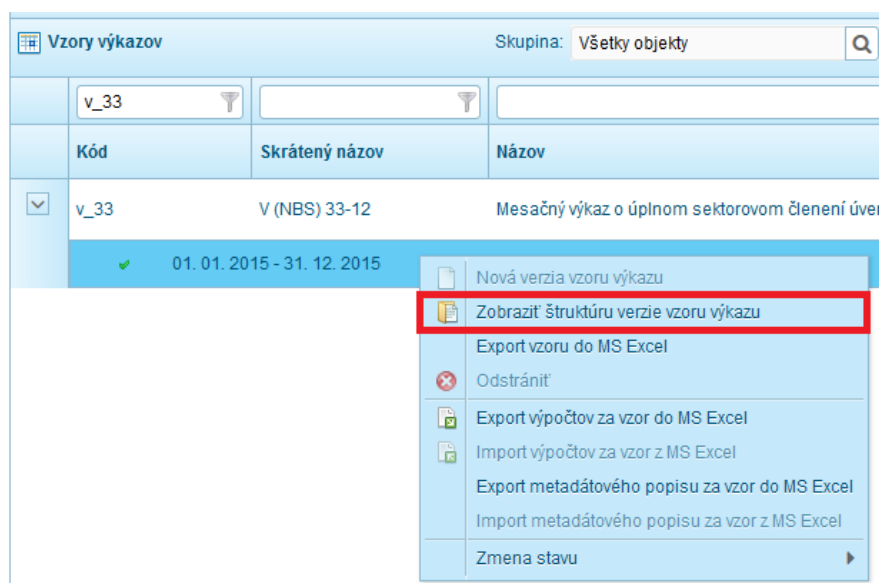 Vzory výkazov Skupina: Všetky objekty
v_33
Kód Skrátený názov Názov
v_33 V (NBS) 33-12 Mesačný výkaz o úplnom sektorovom členení úver
01. 01. 2015 - 31. 12. 2015
Nová verzia vzoru výkazu
Zobraziť štruktúru verzie vzoru výkazu
Export vzoru do MS Excel
Odstrániť
Export výpočtov za vzor do MS Excel
Import výpočtov za vzor z MS Excel
Export metadátového popisu za vzor do MS Excel
Import metadátového popisu za vzor z MS Excel
Zmena stavu